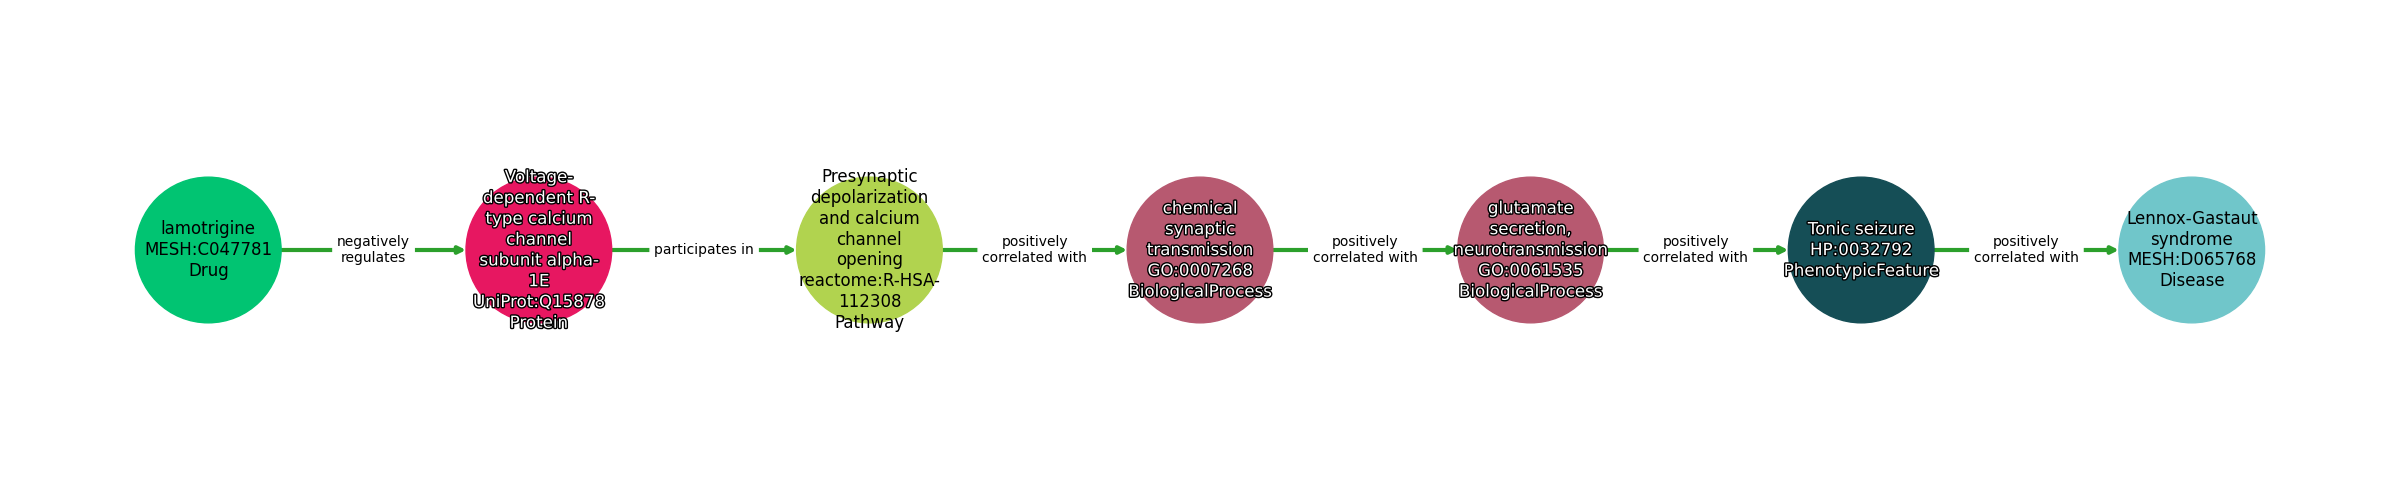 lamotrigine
MESH:C047781
Drug
negatively
regulates
Voltage-
dependent R-
type calcium
channel
subunit alpha-
1E
UniProt:Q15878
Protein
participates in
Presynaptic
depolarization
and calcium
channel
opening
reactome:R-HSA-
112308
Pathway
positively
correlated with
chemical
synaptic
transmission
GO:0007268
BiologicalProcess
positively
correlated with
glutamate
secretion,
neurotransmission
GO:0061535
BiologicalProcess
positively
correlated with
Tonic seizure
HP:0032792
PhenotypicFeature
positively
correlated with
Lennox-Gastaut
syndrome
MESH:D065768
Disease